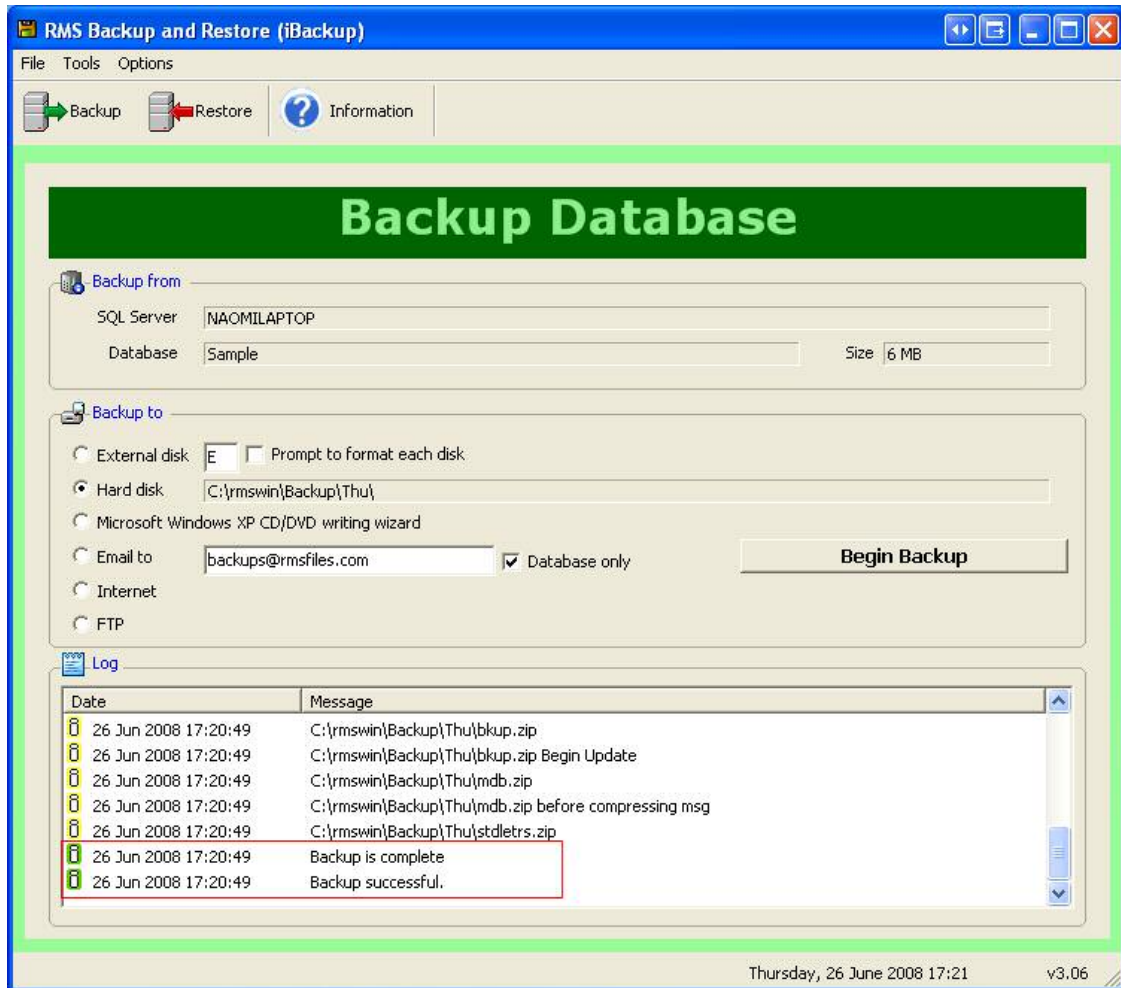 RMS Backup and Restore (iBackup)
File Tools Options
Backup Restore Information
Backup Database
Backup from
SQL Server NAOMILAPTOP
Database Sample Size 6 MB
Backup to
External disk E Prompt to format each disk
Hard disk C:\rmswin\Backup\Thu\
Microsoft Windows XP CD/DVD writing wizard
Email to backups@rmsfiles.com Database only Begin Backup
Internet
FTP
Log
Date Message
26 Jun 2008 17:20:49 C:\rmswin\Backup\Thu\bkup.zip
26 Jun 2008 17:20:49 C:\rmswin\Backup\Thu\bkup.zip Begin Update
26 Jun 2008 17:20:49 C:\rmswin\Backup\Thu\mdb.zip
26 Jun 2008 17:20:49 C:\rmswin\Backup\Thu\mdb.zip before compressing msg
26 Jun 2008 17:20:49 C:\rmswin\Backup\Thu\stdletrs.zip
26 Jun 2008 17:20:49 Backup is complete
26 Jun 2008 17:20:49 Backup successful.
Thursday, 26 June 2008 17:21 v3.06